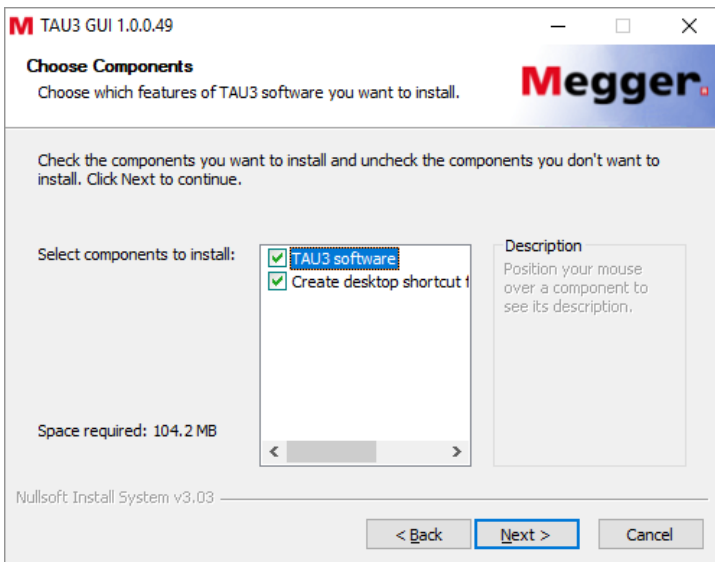 TAU3 GUI 1.0.0.49
Choose Components
Choose which features of TAU3 software you want to install.
Megger.
Check the components you want to install and uncheck the components you don't want to
install. Click Next to continue.
Select components to install:
TAU3 software
Create desktop shortcut f
Description
Position your mouse
over a component to
see its description.
Space required: 104.2 MB
Nullsoft Install System v3.03
< Back
Next >
Cancel